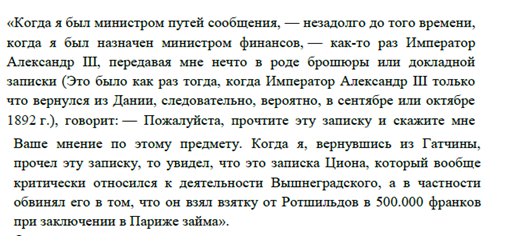 «Когда я был министром путей сообщения, — незадолго до того времени,
когда я был назначен министром финансов, — как-то раз Император
Александр III, передавая мне нечто в роде брошюры или докладной
записки (Это было как раз тогда, когда Император Александр III только
что вернулся из Дании, следовательно, вероятно, в сентябре или октябре
1892 г.), говорит: — Пожалуйста, прочтите эту записку и скажите мне
Ваше мнение по этому предмету. Когда я, вернувшись из Гатчины,
прочел эту записку, то увидел, что это записка Циона, который вообще
критически относился к деятельности Вышнеградского, а в частности
обвинял его в том, что он взял взятку от Ротшильдов в 500.000 франков
при заключении в Париже займа».